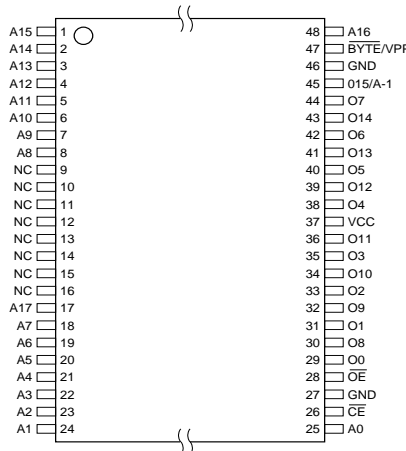 A15 1 48 A16
A14 2 47 BYTE/VPP
A13 3 46 GND
A12 4 45 015/A-1
A11 5 44 O7
A10 6 43 O14
A9 7 42 O6
A8 8 41 O13
NC 9 40 O5
NC 10 39 O12
NC 11 38 O4
NC 12 37 VCC
NC 13 36 O11
NC 14 35 O3
NC 15 34 O10
NC 16 33 O2
A17 17 32 O9
A7 18 31 O1
A6 19 30 O8
A5 20 29 O0
A4 21 28 OE
A3 22 27 GND
A2 23 26 CE
A1 24 25 A0